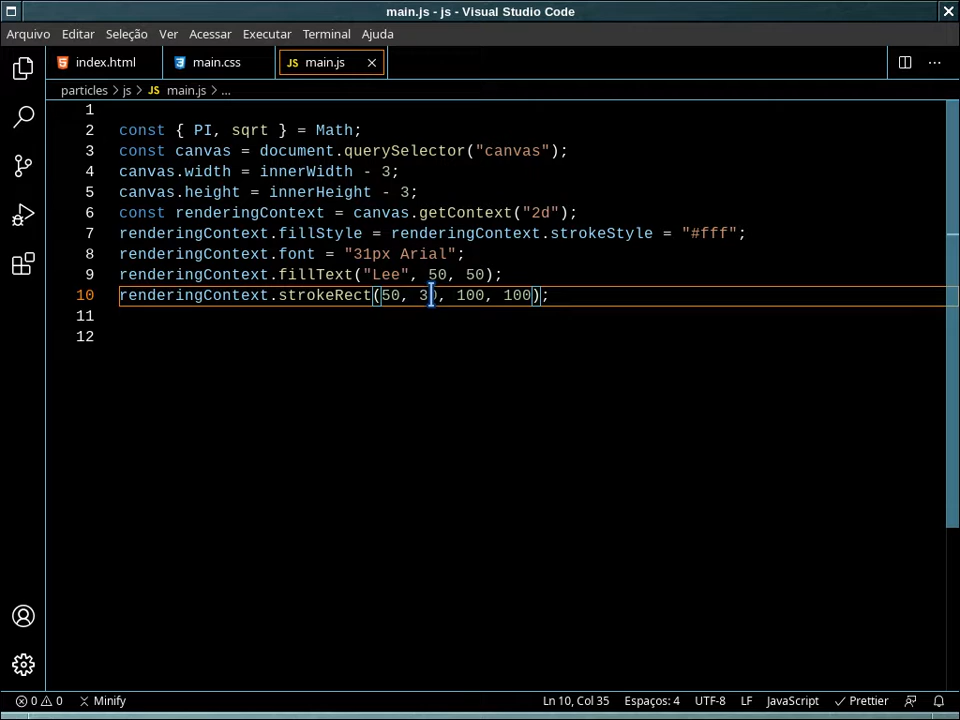 main.js - js - Visual Studio Code
Arquivo Editar Seleção Ver Acessar Executar Terminal Ajuda
index.html main.css JS main.js
particles > js > JS main.js > ...
1
2 const { PI, sqrt } = Math;
3 const canvas = document.querySelector("canvas");
4 canvas.width = innerWidth - 3;
5 canvas.height = innerHeight - 3;
6 const renderingContext = canvas.getContext("2d");
7 renderingContext.fillStyle = renderingContext.strokeStyle = "#fff";
8 renderingContext.font = "31px Arial";
9 renderingContext.fillText("Lee", 50, 50);
10 renderingContext.strokeRect(50, 30, 100, 100);
11
12
0 0 Minify Ln 10, Col 35 Espaços: 4 UTF-8 LF JavaScript Prettier